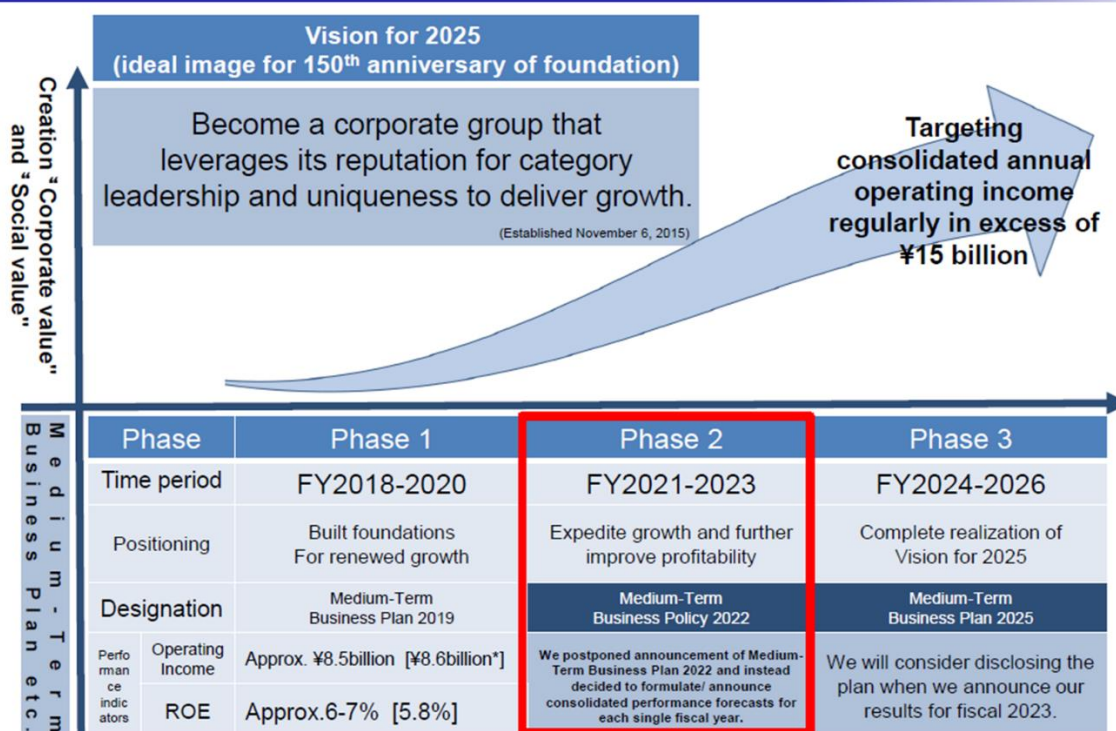 Vision for 2025
(ideal image for 150th anniversary of foundation)
Become a corporate group that
leverages its reputation for category
leadership and uniqueness to deliver growth.
(Established November 6, 2015)
Creation "Corporate value"
and "Social value"
Targeting
consolidated annual
operating income
regularly in excess of
¥15 billion
Medium-Term
Business Plan etc.
Phase
Phase 1
Phase 2
Phase 3
Time period
FY2018-2020
FY2021-2023
FY2024-2026
Positioning
Built foundations
For renewed growth
Expedite growth and further
improve profitability
Complete realization of
Vision for 2025
Designation
Medium-Term
Business Plan 2019
Medium-Term
Business Policy 2022
Medium-Term
Business Plan 2025
Perfo
rman
ce
indic
ators
Operating
Income
Approx. ¥8.5billion [¥8.6billion*]
ROE
Approx.6-7% [5.8%]
We postponed announcement of Medium-
Term Business Plan 2022 and instead
decided to formulate/ announce
consolidated performance forecasts for
each single fiscal year.
We will consider disclosing the
plan when we announce our
results for fiscal 2023.